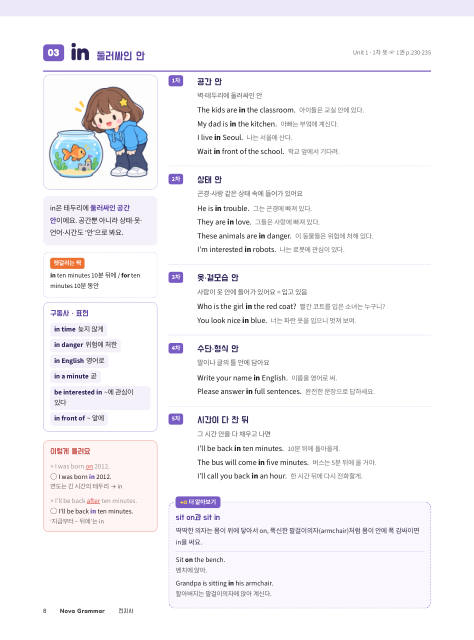 03 in 둘러싸인 안
Unit 1 · 1차 뜻 ☞ 1권 p.230-235
in은 테두리에 둘러싸인 공간
안이에요. 공간뿐 아니라 상태·옷·
언어·시간도 '안'으로 봐요.
헷갈리는 짝
in ten minutes 10분 뒤에 / for ten
minutes 10분 동안
구동사 · 표현
in time 늦지 않게
in danger 위험에 처한
in English 영어로
in a minute 곧
be interested in ~에 관심이
있다
in front of ~ 앞에
이렇게 틀려요
× I was born on 2012.
○ I was born in 2012.
연도는 긴 시간의 테두리 → in
× I'll be back after ten minutes.
○ I'll be back in ten minutes.
'지금부터 ~ 뒤에'는 in
1차 공간 안
벽·테두리에 둘러싸인 안
The kids are in the classroom. 아이들은 교실 안에 있다.
My dad is in the kitchen. 아빠는 부엌에 계신다.
I live in Seoul. 나는 서울에 산다.
Wait in front of the school. 학교 앞에서 기다려.
2차 상태 안
곤경·사랑 같은 상태 속에 들어가 있어요
He is in trouble. 그는 곤경에 빠져 있다.
They are in love. 그들은 사랑에 빠져 있다.
These animals are in danger. 이 동물들은 위험에 처해 있다.
I'm interested in robots. 나는 로봇에 관심이 있다.
3차 옷·겉모습 안
사람이 옷 안에 들어가 있어요 = 입고 있음
Who is the girl in the red coat? 빨간 코트를 입은 소녀는 누구니?
You look nice in blue. 너는 파란 옷을 입으니 멋져 보여.
4차 수단·형식 안
말이나 글의 틀 안에 담아요
Write your name in English. 이름을 영어로 써.
Please answer in full sentences. 완전한 문장으로 답하세요.
5차 시간이 다 찬 뒤
그 시간 안을 다 채우고 나면
I'll be back in ten minutes. 10분 뒤에 돌아올게.
The bus will come in five minutes. 버스는 5분 뒤에 올 거야.
I'll call you back in an hour. 한 시간 뒤에 다시 전화할게.
+α 더 알아보기
sit on과 sit in
딱딱한 의자는 몸이 위에 닿아서 on, 푹신한 팔걸이의자(armchair)처럼 몸이 안에 폭 감싸이면
in을 써요.
Sit on the bench.
벤치에 앉아.
Grandpa is sitting in his armchair.
할아버지는 팔걸이의자에 앉아 계신다.
8 Nova Grammar 전치사